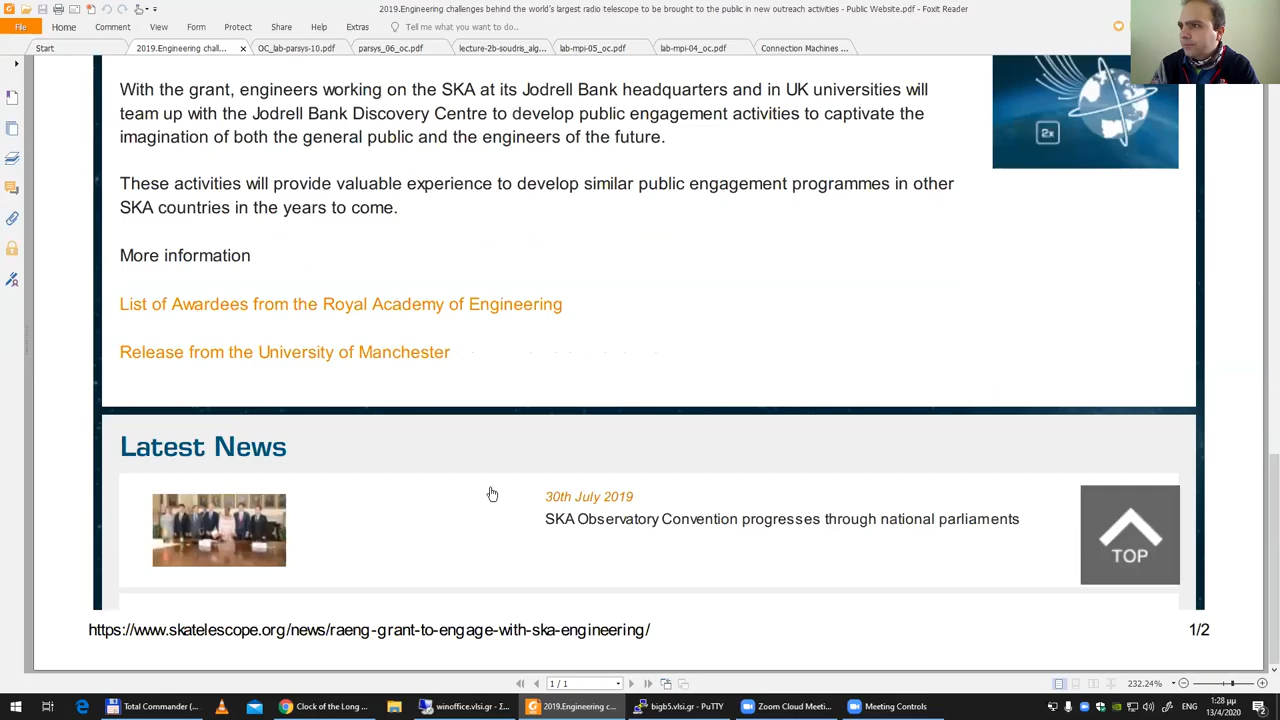 2019.Engineering challenges behind the world's largest radio telescope to be brought to the public in new outreach activities - Public Website.pdf - Foxit Reader
File Home Comment View Form Protect Share Help Extras Tell me what you want to do...
Start 2019.Engineering chall... OC_lab-parsys-10.pdf parsys_06_oc.pdf lecture-2b-soudris_alg... lab-mpi-05_oc.pdf lab-mpi-04_oc.pdf Connection Machines ...
With the grant, engineers working on the SKA at its Jodrell Bank headquarters and in UK universities will
team up with the Jodrell Bank Discovery Centre to develop public engagement activities to captivate the
imagination of both the general public and the engineers of the future.
2x
These activities will provide valuable experience to develop similar public engagement programmes in other
SKA countries in the years to come.
More information
List of Awardees from the Royal Academy of Engineering
Release from the University of Manchester
Latest News
30th July 2019
SKA Observatory Convention progresses through national parliaments
TOP
https://www.skatelescope.org/news/raeng-grant-to-engage-with-ska-engineering/ 1/2
1 / 1 232.24%
Total Commander (... Clock of the Long ... winoffice.vlsi.gr - Σ... 2019.Engineering c... bigb5.vlsi.gr - PuTTY Zoom Cloud Meeti... Meeting Controls 1:28 μμ
13/4/2020